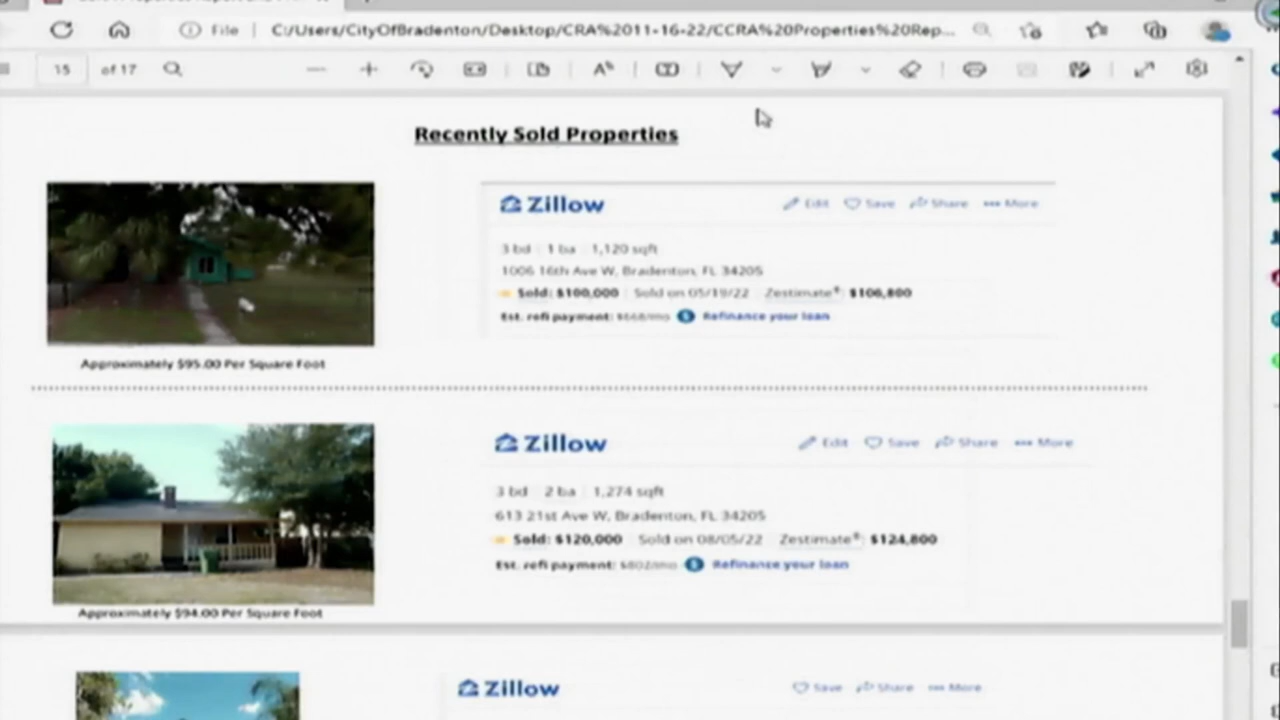 File C:/Users/CityOfBradenton/Desktop/CRA%2011-16-22/CCRA%20Properties%20Rep...
15 of 17
Recently Sold Properties
Zillow Edit Save Share More
3 bd 1 ba 1,120 sqft
1006 16th Ave W, Bradenton, FL 34205
Sold: $100,000 Sold on 05/19/22 Zestimate® $106,800
Est. refi payment: $668/mo $ Refinance your loan
Approximately $95.00 Per Square Foot
Zillow Edit Save Share More
3 bd 2 ba 1,274 sqft
613 21st Ave W, Bradenton, FL 34205
Sold: $120,000 Sold on 08/05/22 Zestimate® $124,800
Est. refi payment: $802/mo $ Refinance your loan
Approximately $94.00 Per Square Foot
Zillow Save Share More